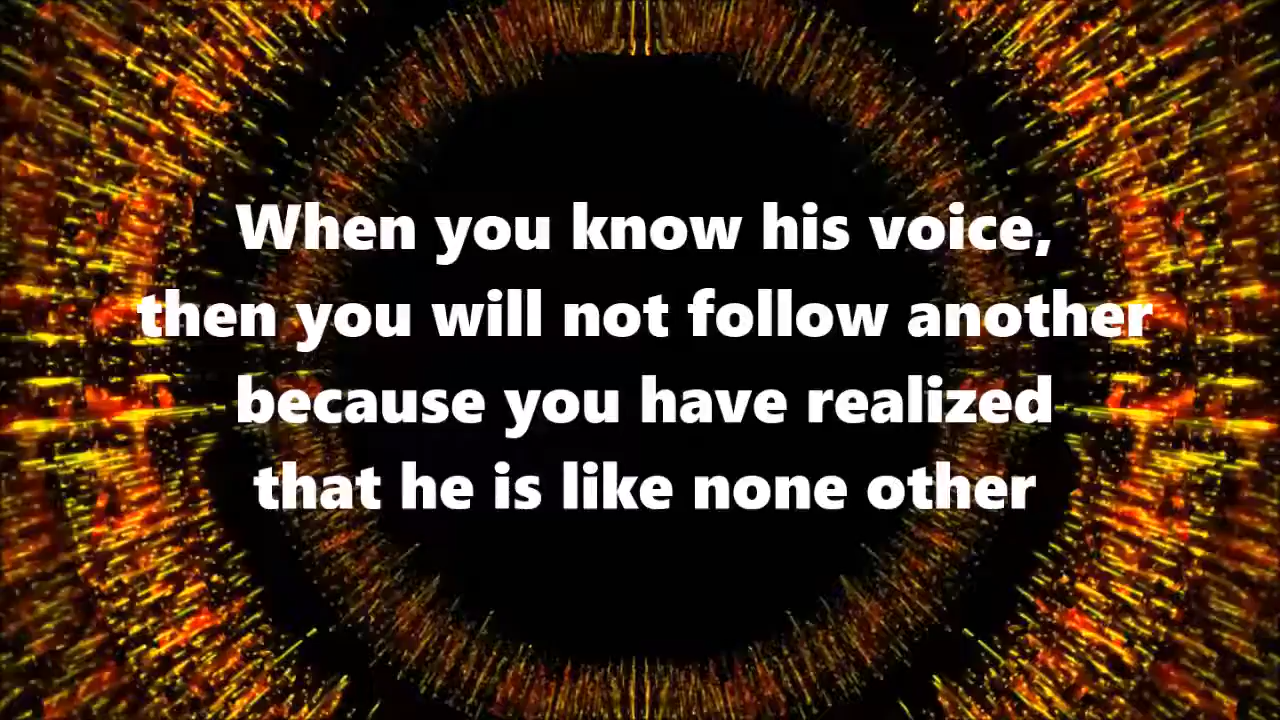 When you know his voice,
then you will not follow another
because you have realized
that he is like none other